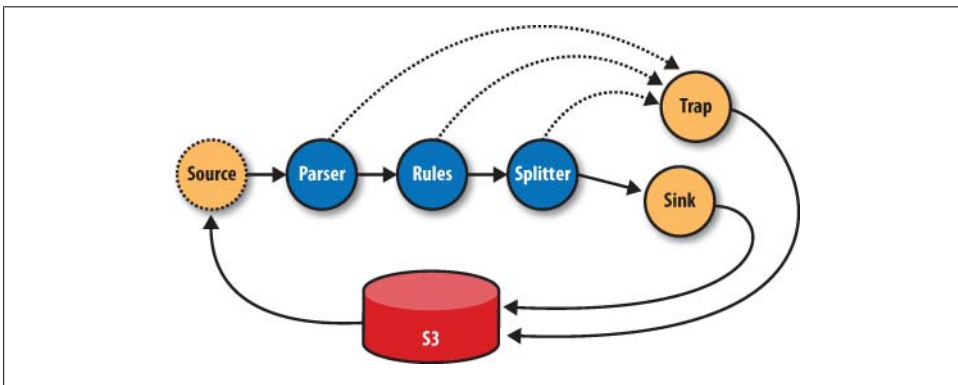 Trap
Source
Parser
Rules
Splitter
Sink
S3